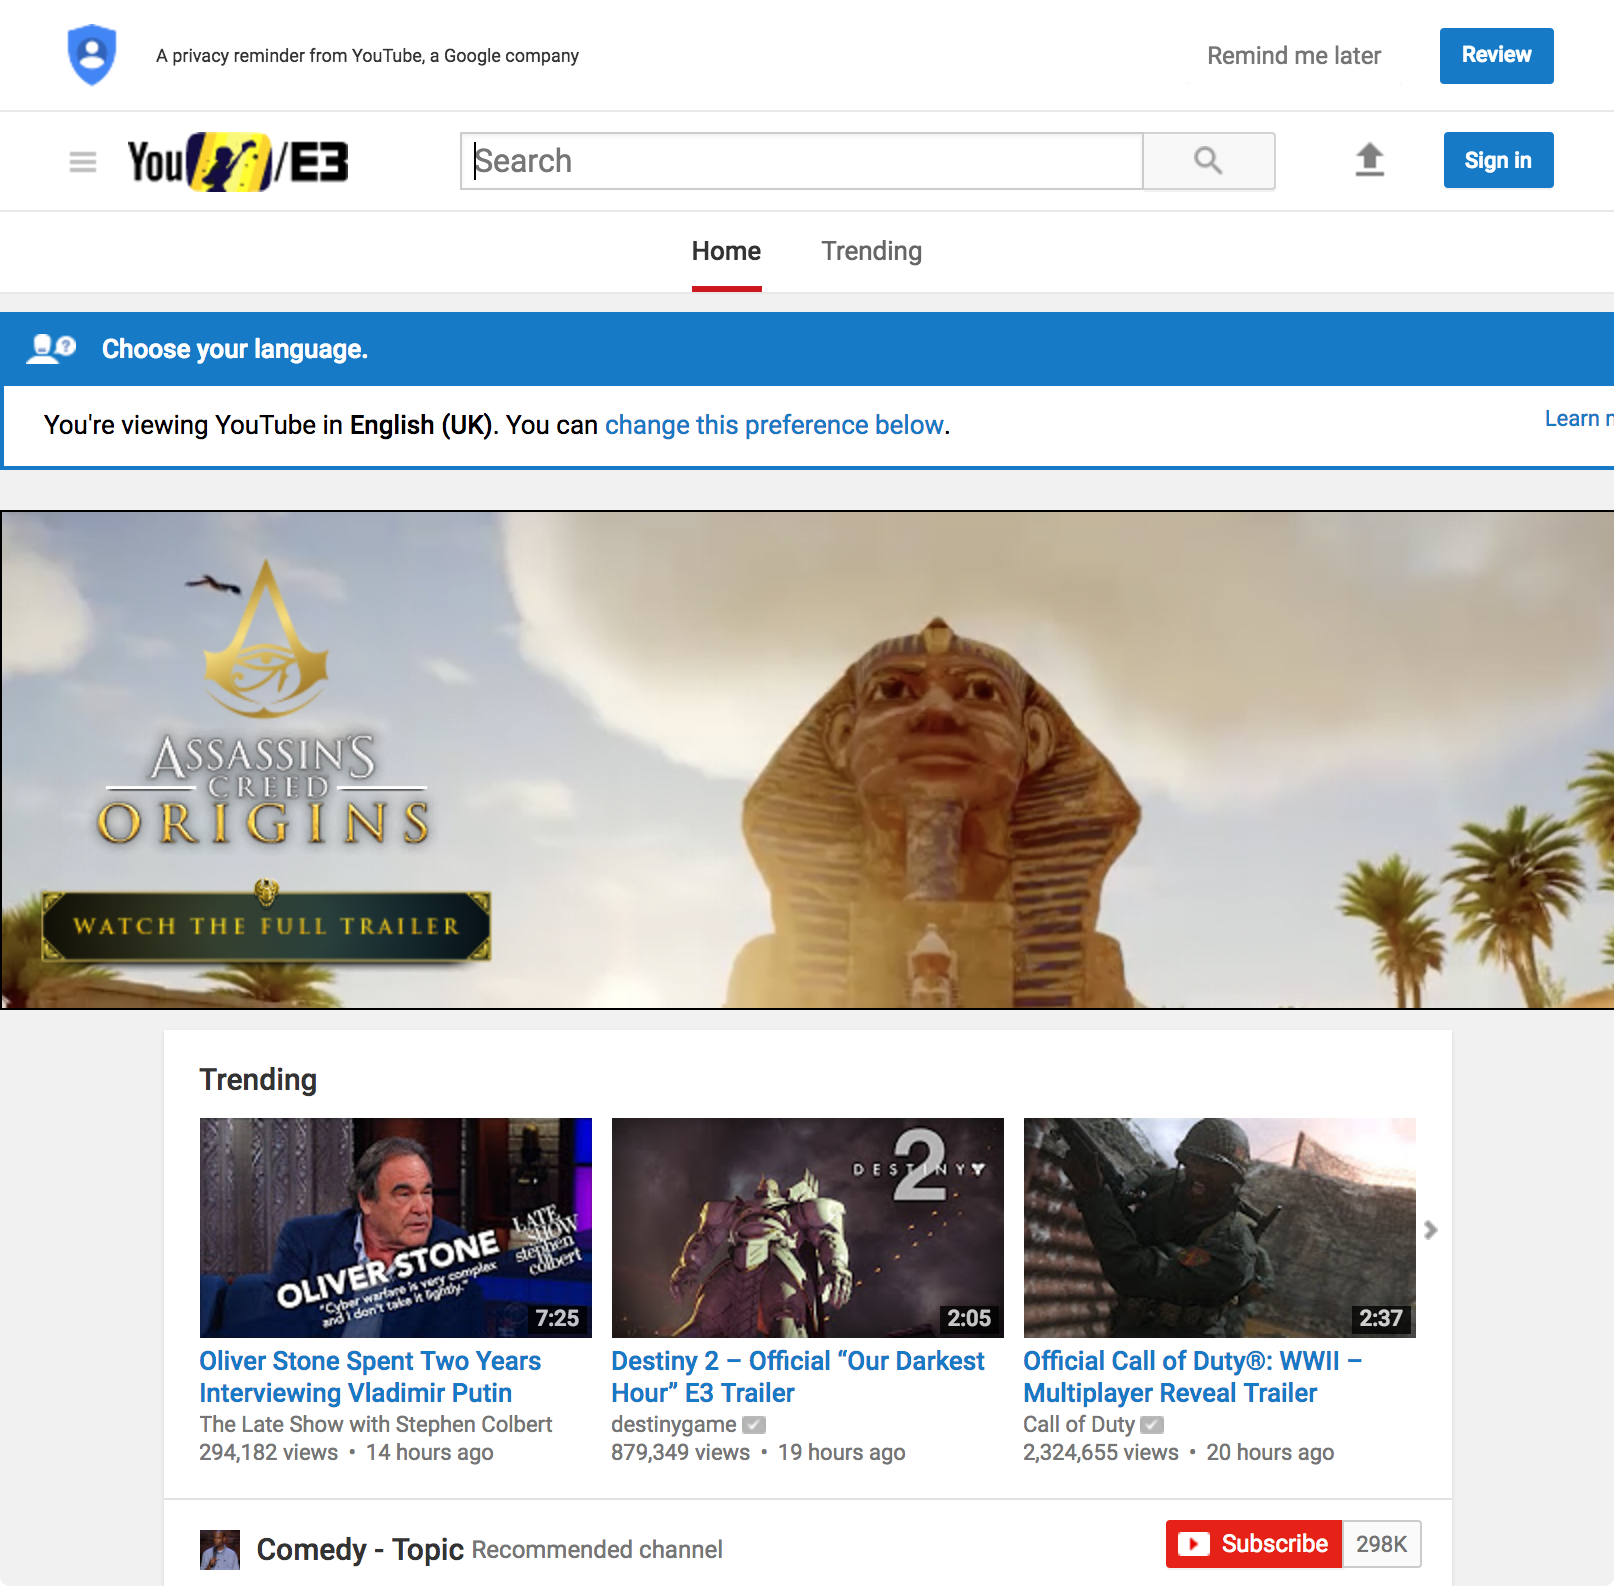 A privacy reminder from YouTube, a Google company
Remind me later
Review
You /E3
Search
Sign in
Home
Trending
Choose your language.
You're viewing YouTube in English (UK). You can change this preference below.
Learn
ASSASSIN'S
CREED
ORIGINS
WATCH THE FULL TRAILER
Trending
OLIVER STONE
"Cyber warfare is very complex
and I don't take it lightly."
LATE
SHOW
stephen
colbert
7:25
DESTINY
2
2:05
2:37
Oliver Stone Spent Two Years
Interviewing Vladimir Putin
The Late Show with Stephen Colbert
294,182 views • 14 hours ago
Destiny 2 – Official “Our Darkest
Hour” E3 Trailer
destinygame
879,349 views • 19 hours ago
Official Call of Duty®: WWII –
Multiplayer Reveal Trailer
Call of Duty
2,324,655 views • 20 hours ago
Comedy - Topic Recommended channel
Subscribe
298K